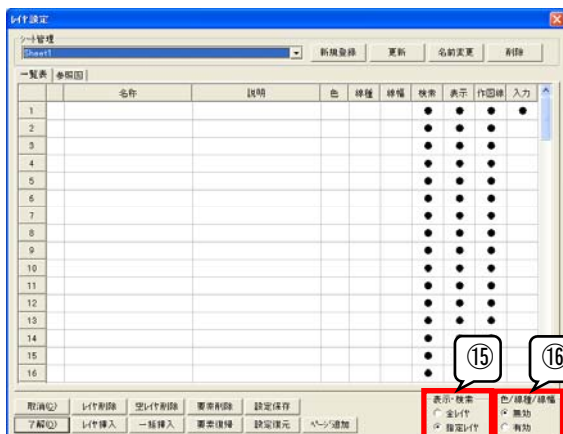 レイヤ設定
シート管理
Sheet1
新規登録 更新 名前変更 削除
一覧表 参照図
名称 説明 色 線種 線幅 検索 表示 作図線 入力
1
2
3
4
5
6
7
8
9
10
11
12
13
14
15
16
⑮ ⑯
取消(C) レイヤ削除 空レイヤ削除 要素削除 設定保存
了解(O) レイヤ挿入 一括挿入 要素復帰 設定復元 ページ追加
表示・検索
全レイヤ
指定レイヤ
色/線種/線幅
無効
有効